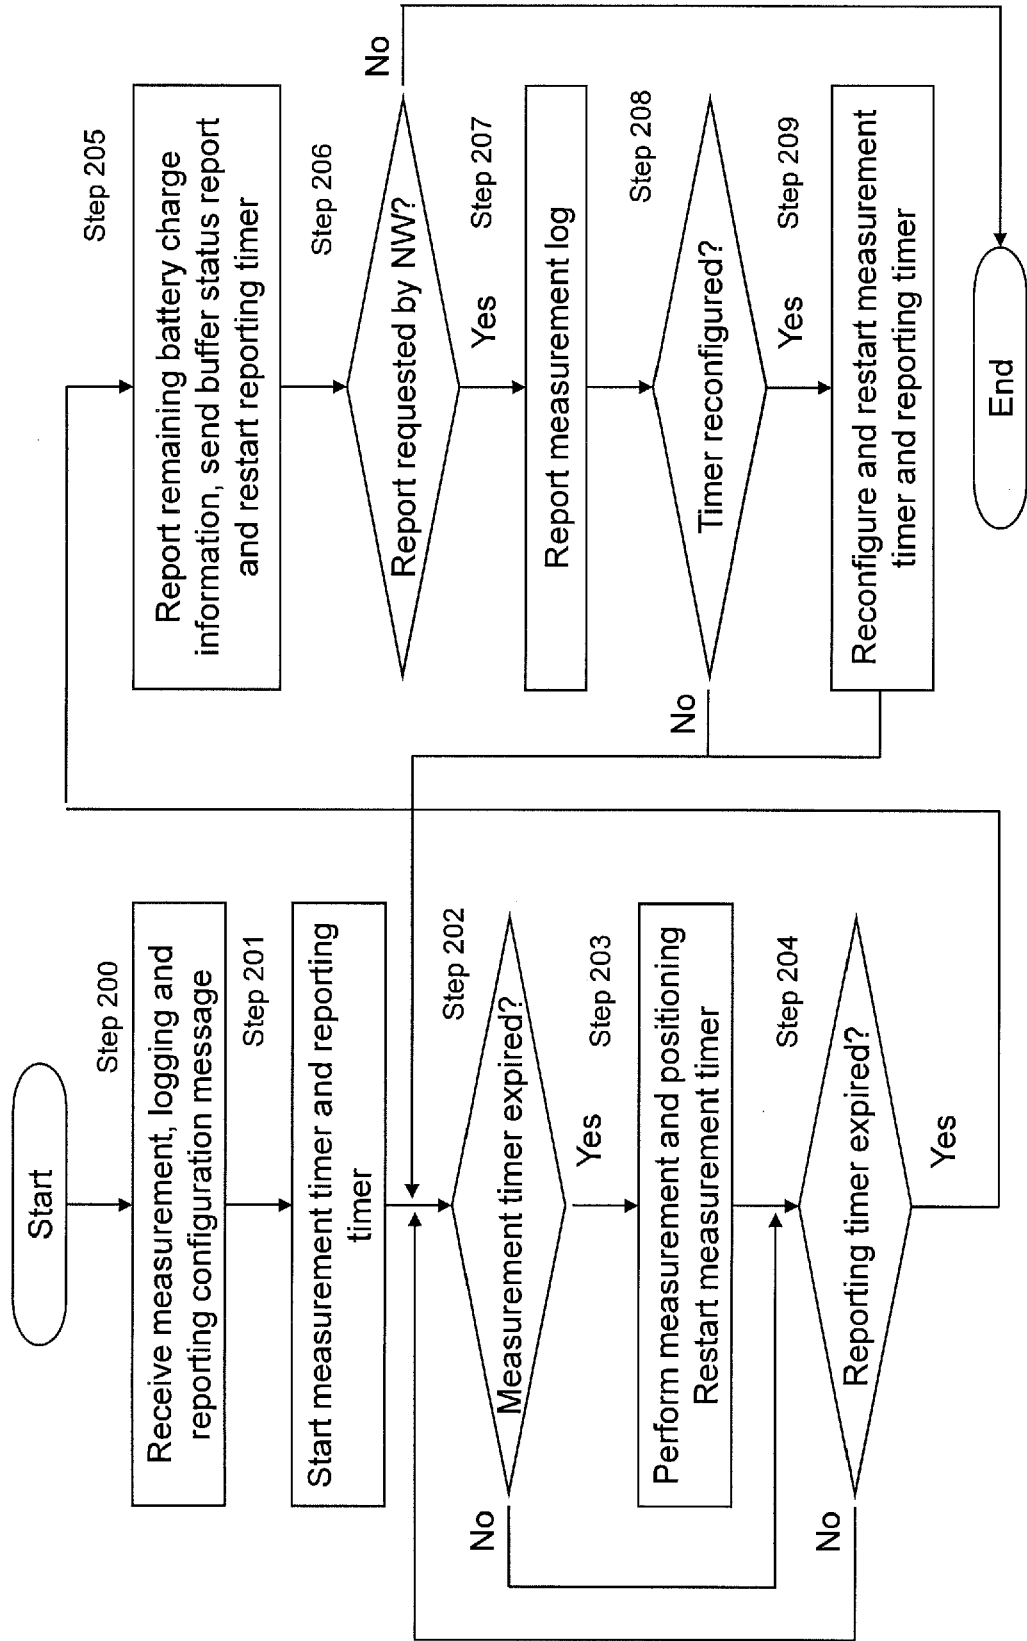 Start
Step 200
Receive measurement, logging and
reporting configuration message
Step 201
Start measurement timer and reporting
timer
Step 202
Measurement timer expired?
No
Yes
Step 203
Perform measurement and positioning
Restart measurement timer
Step 204
Reporting timer expired?
No
Yes
Step 205
Report remaining battery charge
information, send buffer status report
and restart reporting timer
Step 206
Report requested by NW?
No
Yes
Step 207
Report measurement log
Step 208
Timer reconfigured?
No
Yes
Step 209
Reconfigure and restart measurement
timer and reporting timer
End